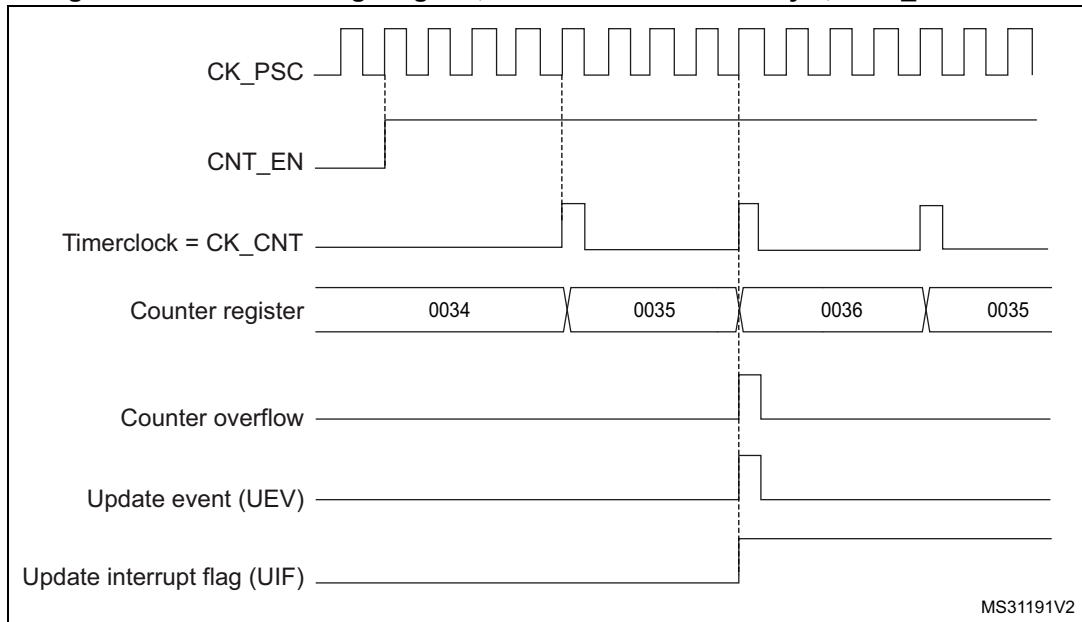 CK_PSC
CNT_EN
Timerclock = CK_CNT
Counter register 0034 0035 0036 0035
Counter overflow
Update event (UEV)
Update interrupt flag (UIF)
MS31191V2